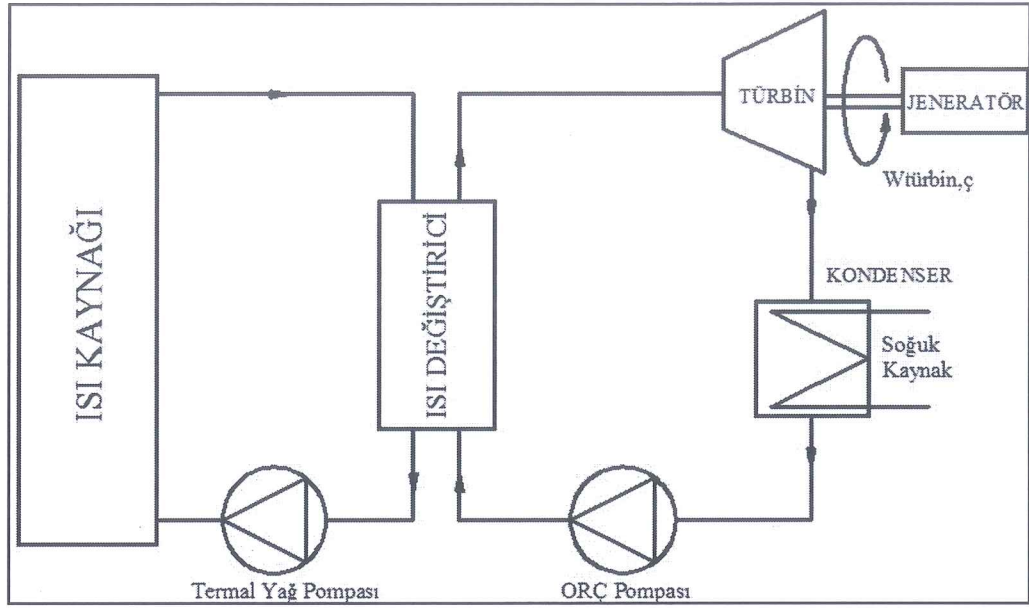 TÜRBİN
JENERATÖR
Wtürbin,ç
ISI KAYNAĞI
ISI DEĞİŞTİRİCİ
KONDENSER
Soğuk
Kaynak
Termal Yağ Pompası
ORÇ Pompası